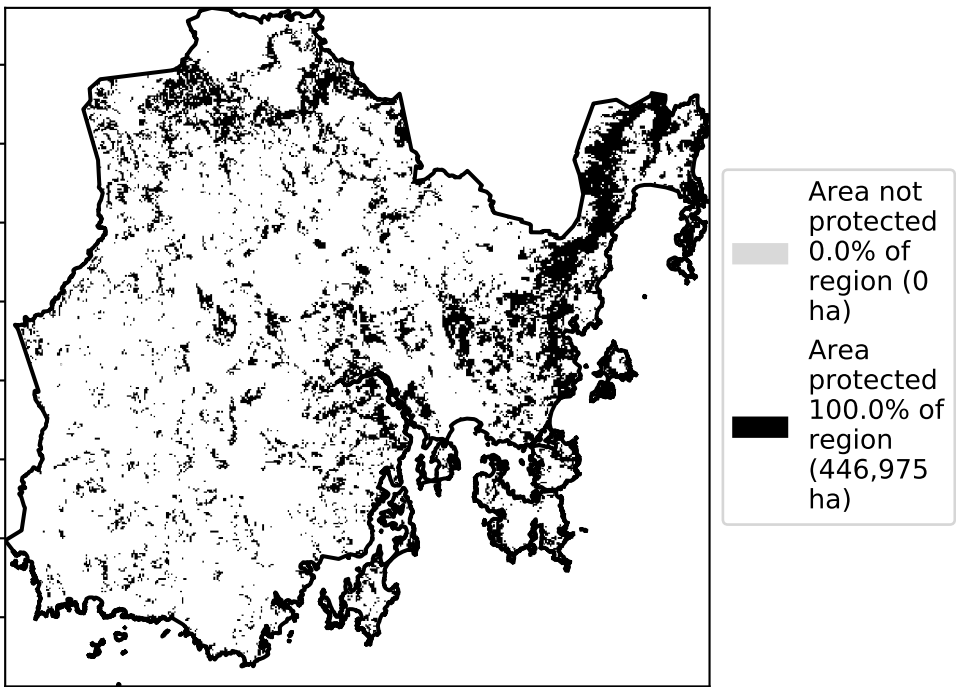 Area not
protected
0.0% of
region (0
ha)
Area
protected
100.0% of
region
(446,975
ha)